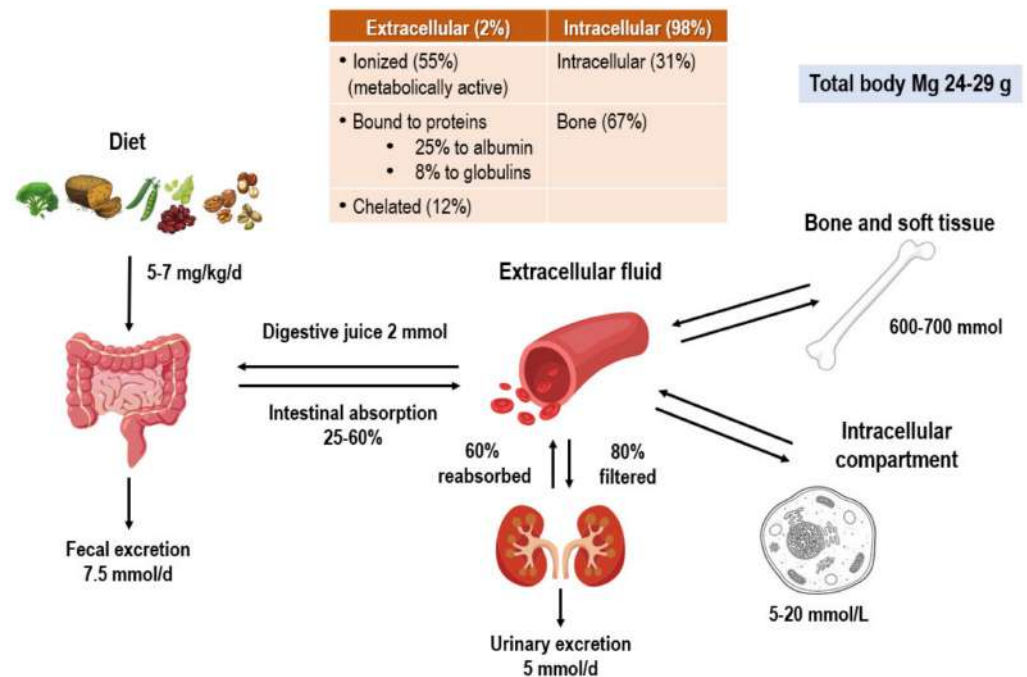 Extracellular (2%)
Intracellular (98%)
• Ionized (55%)
(metabolically active)
Intracellular (31%)
• Bound to proteins
• 25% to albumin
• 8% to globulins
Bone (67%)
• Chelated (12%)
Total body Mg 24-29 g
Diet
5-7 mg/kg/d
Digestive juice 2 mmol
Intestinal absorption
25-60%
Fecal excretion
7.5 mmol/d
Extracellular fluid
60%
reabsorbed
80%
filtered
Urinary excretion
5 mmol/d
Bone and soft tissue
600-700 mmol
Intracellular
compartment
5-20 mmol/L